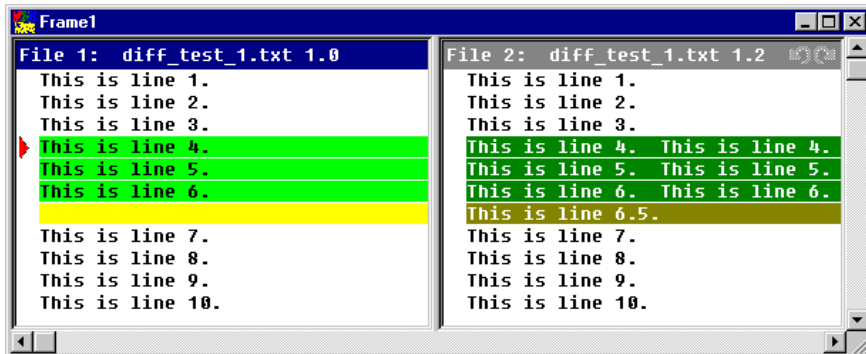 Frame1
File 1: diff_test_1.txt 1.0
This is line 1.
This is line 2.
This is line 3.
This is line 4.
This is line 5.
This is line 6.
This is line 7.
This is line 8.
This is line 9.
This is line 10.
File 2: diff_test_1.txt 1.2
This is line 1.
This is line 2.
This is line 3.
This is line 4. This is line 4.
This is line 5. This is line 5.
This is line 6. This is line 6.
This is line 6.5.
This is line 7.
This is line 8.
This is line 9.
This is line 10.